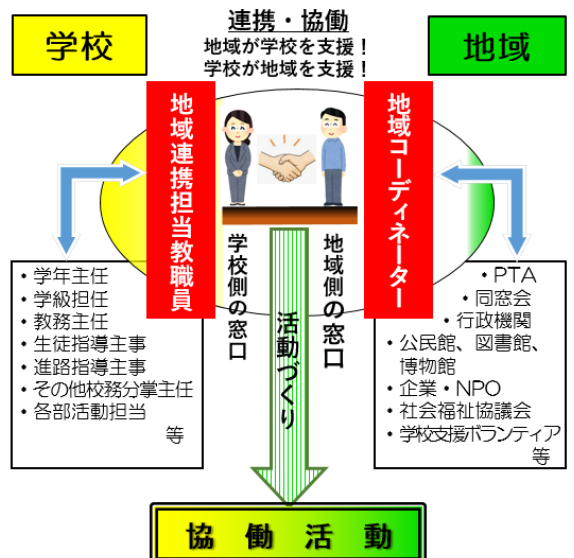 学校
連携・協働
地域が学校を支援！
学校が地域を支援！
地域
地域連携担当教職員
地域コーディネーター
学校側の窓口
地域側の窓口
活動づくり
・学年主任
・学級担任
・教務主任
・生徒指導主事
・進路指導主事
・その他校務分掌主任
・各部活動担当
等
・PTA
・同窓会
・行政機関
・公民館、図書館、
博物館
・企業・NPO
・社会福祉協議会
・学校支援ボランティア
等
協働活動